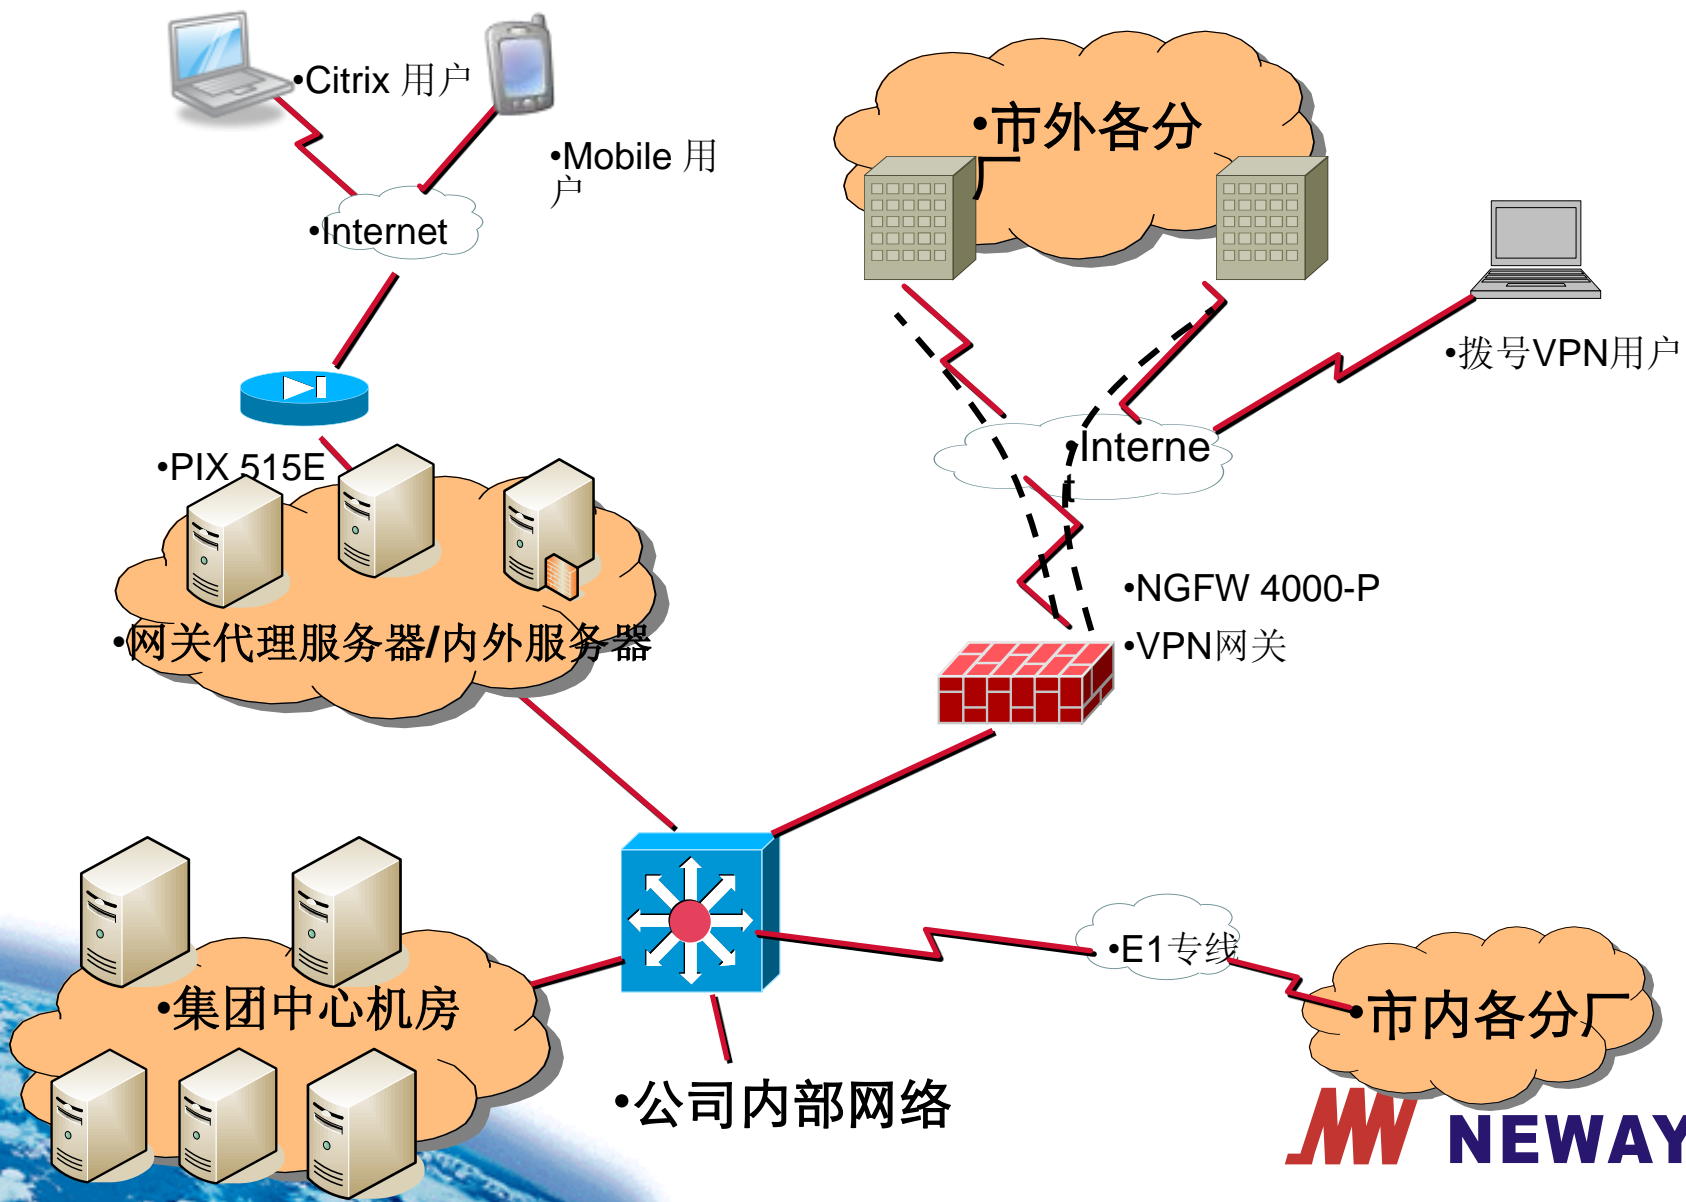 •Citrix 用户
•Mobile 用
户
•Internet
•市外各分
厂
•拨号VPN用户
•Interne
t
•PIX 515E
•NGFW 4000-P
•VPN网关
•网关代理服务器/内外服务器
•E1专线
•集团中心机房
•市内各分厂
•公司内部网络
NEWAY